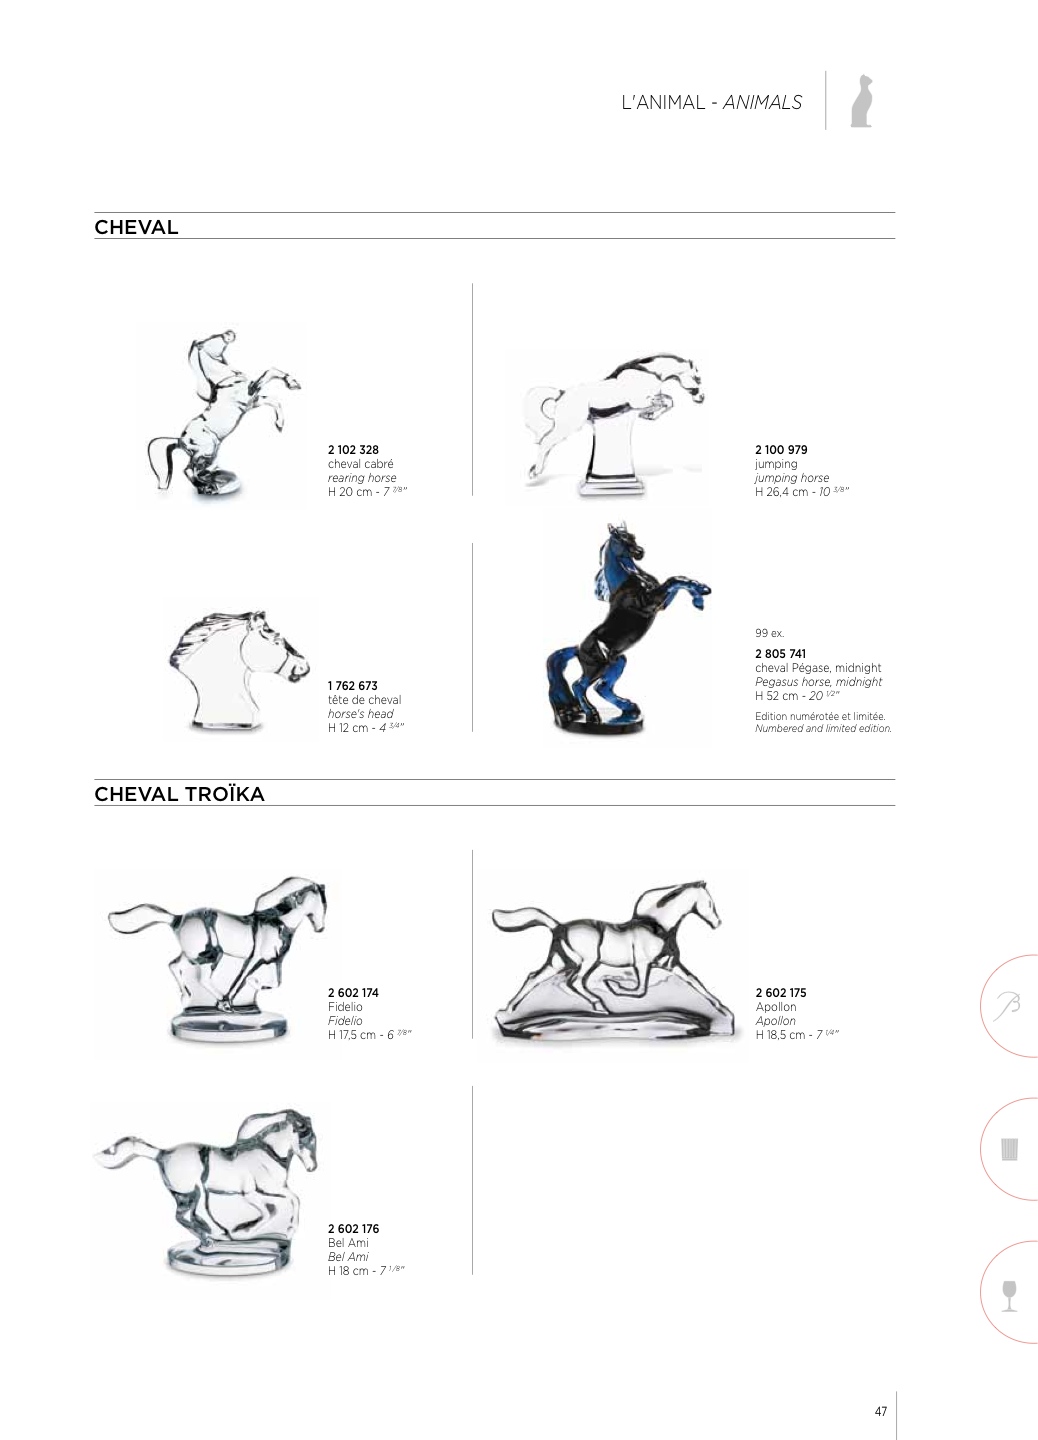 L'ANIMAL - ANIMALS
CHEVAL
2 102 328
cheval cabré
rearing horse
H 20 cm - 7 7/8"
2 100 979
jumping
jumping horse
H 26,4 cm - 10 3/8"
1 762 673
tête de cheval
horse's head
H 12 cm - 4 3/4"
99 ex.
2 805 741
cheval Pégase, midnight
Pegasus horse, midnight
H 52 cm - 20 1/2"
Edition numérotée et limitée.
Numbered and limited edition.
CHEVAL TROÏKA
2 602 174
Fidelio
Fidelio
H 17,5 cm - 6 7/8"
2 602 175
Apollon
Apollon
H 18,5 cm - 7 1/4"
2 602 176
Bel Ami
Bel Ami
H 18 cm - 7 1/8"
B
47